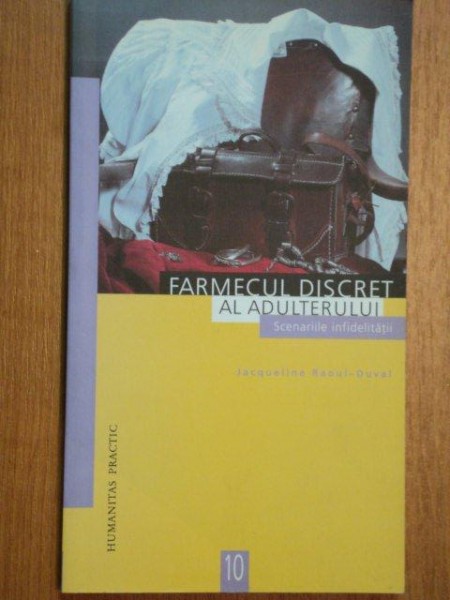 FARMECUL DISCRET
AL ADULTERULUI
Scenariile infidelității
Jacqueline Raoul-Duval
HUMANITAS PRACTIC
10